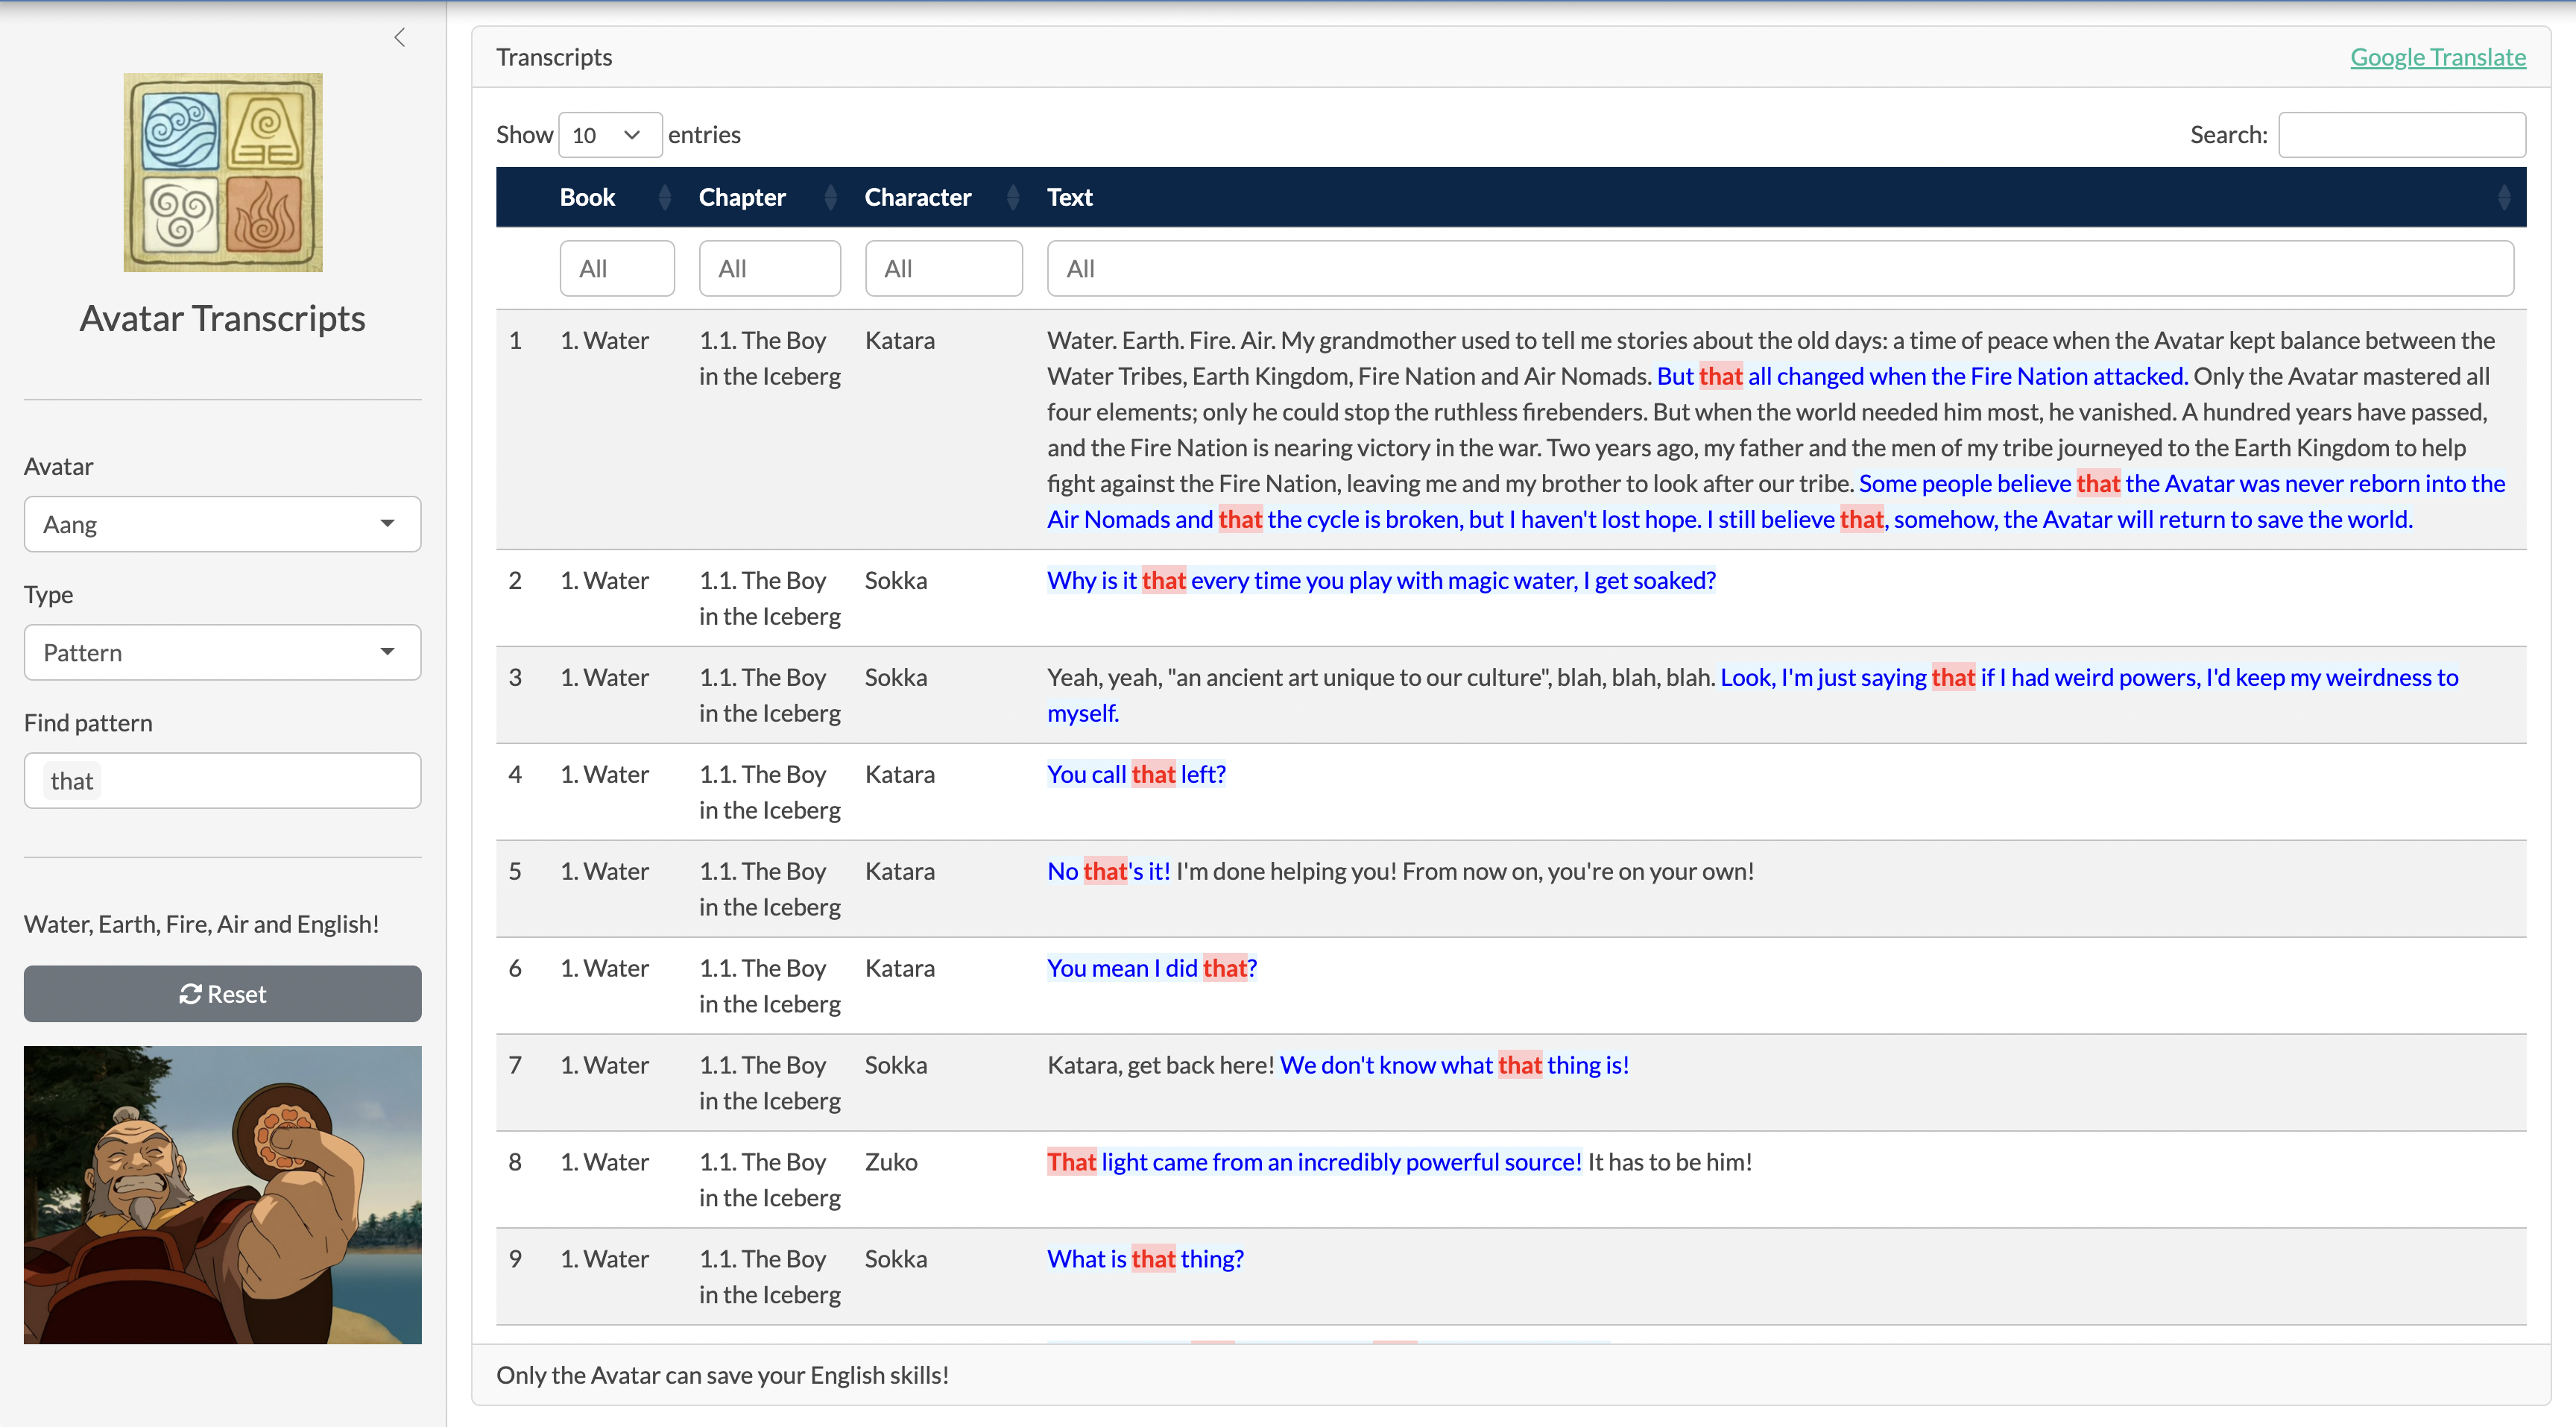 Avatar Transcripts
Avatar
Aang
Type
Pattern
Find pattern
that
Water, Earth, Fire, Air and English!
Reset
Transcripts
Google Translate
Show 10 entries
Search:
Book Chapter Character Text
All All All All
1 1. Water 1.1. The Boy Katara Water. Earth. Fire. Air. My grandmother used to tell me stories about the old days: a time of peace when the Avatar kept balance between the
in the Iceberg Water Tribes, Earth Kingdom, Fire Nation and Air Nomads. But that all changed when the Fire Nation attacked. Only the Avatar mastered all
four elements; only he could stop the ruthless firebenders. But when the world needed him most, he vanished. A hundred years have passed,
and the Fire Nation is nearing victory in the war. Two years ago, my father and the men of my tribe journeyed to the Earth Kingdom to help
fight against the Fire Nation, leaving me and my brother to look after our tribe. Some people believe that the Avatar was never reborn into the
Air Nomads and that the cycle is broken, but I haven't lost hope. I still believe that, somehow, the Avatar will return to save the world.
2 1. Water 1.1. The Boy Sokka Why is it that every time you play with magic water, I get soaked?
in the Iceberg
3 1. Water 1.1. The Boy Sokka Yeah, yeah, "an ancient art unique to our culture", blah, blah, blah. Look, I'm just saying that if I had weird powers, I'd keep my weirdness to
in the Iceberg myself.
4 1. Water 1.1. The Boy Katara You call that left?
in the Iceberg
5 1. Water 1.1. The Boy Katara No that's it! I'm done helping you! From now on, you're on your own!
in the Iceberg
6 1. Water 1.1. The Boy Katara You mean I did that?
in the Iceberg
7 1. Water 1.1. The Boy Sokka Katara, get back here! We don't know what that thing is!
in the Iceberg
8 1. Water 1.1. The Boy Zuko That light came from an incredibly powerful source! It has to be him!
in the Iceberg
9 1. Water 1.1. The Boy Sokka What is that thing?
in the Iceberg
Only the Avatar can save your English skills!